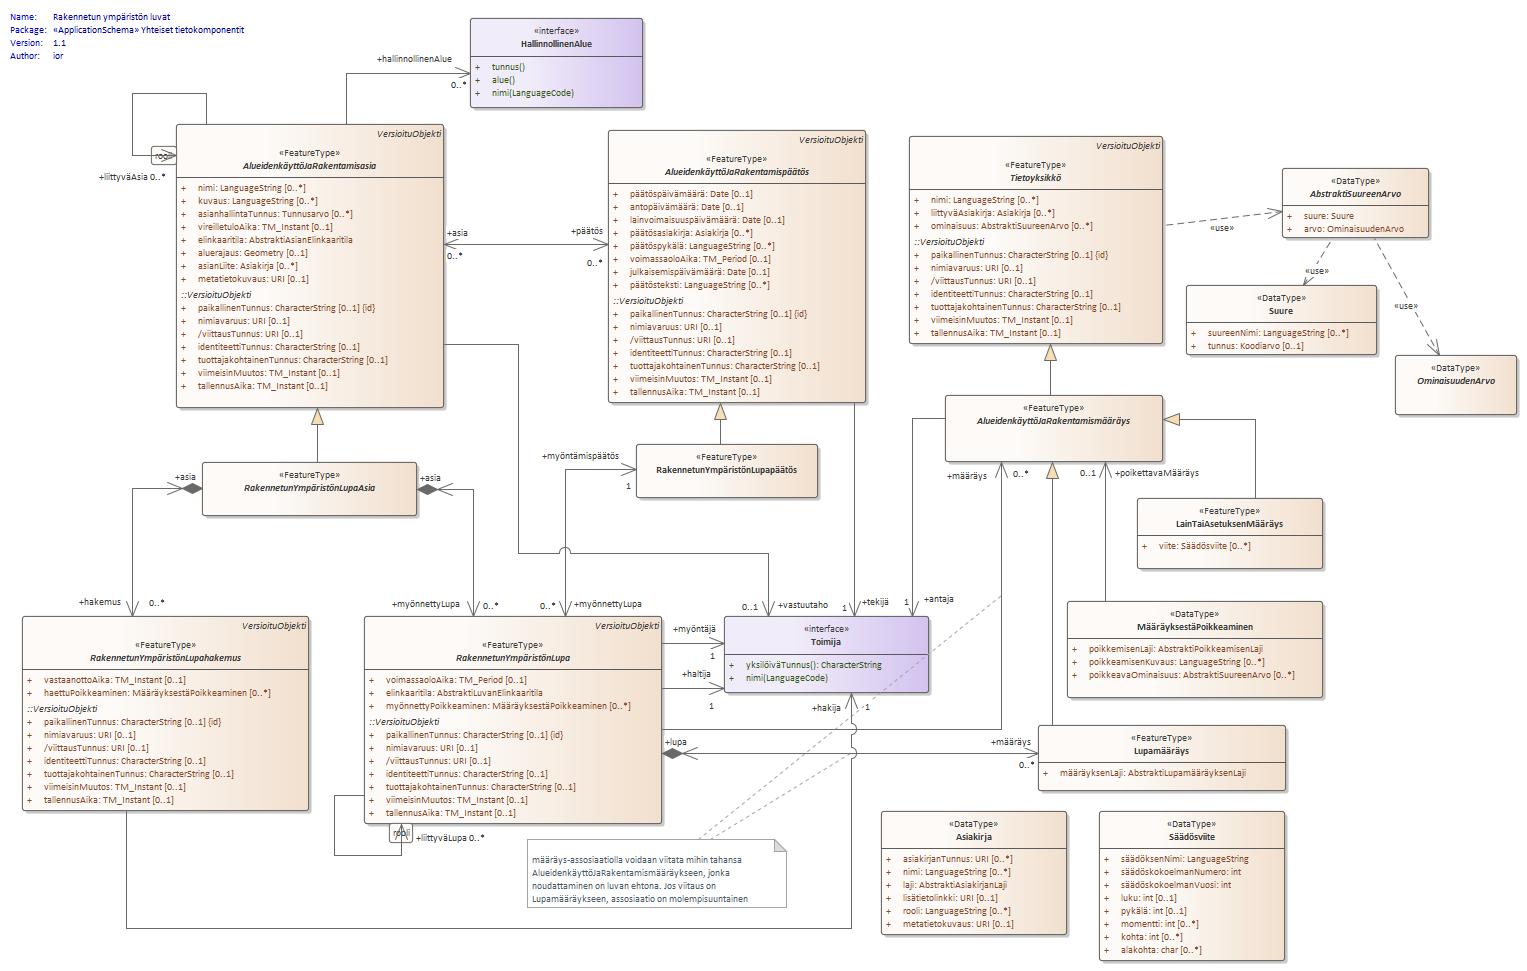 Name: Rakennetun ympäristön luvat
Package: «ApplicationSchema» Yhteiset tietokomponentit
Version: 1.1
Author: ior
«interface»
HallinnollinenAlue
+ tunnus()
+ alue()
+ nimi(LanguageCode)
+hallinnollinenAlue
0..*
rooli
+liittyväAsia 0..*
VersioituObjekti
«FeatureType»
AlueidenkäyttöJaRakentamisasia
+ nimi: LanguageString [0..*]
+ kuvaus: LanguageString [0..*]
+ asianhallintaTunnus: Tunnusarvo [0..*]
+ vireilletuloAika: TM_Instant [0..1]
+ elinkaaritila: AbstraktiAsianElinkaaritila
+ aluerajaus: Geometry [0..1]
+ asianLiite: Asiakirja [0..*]
+ metatietokuvaus: URI [0..1]
::VersioituObjekti
+ paikallinenTunnus: CharacterString [0..1] {id}
+ nimiavaruus: URI [0..1]
+ /viittausTunnus: URI [0..1]
+ identiteettiTunnus: CharacterString [0..1]
+ tuottajakohtainenTunnus: CharacterString [0..1]
+ viimeisinMuutos: TM_Instant [0..1]
+ tallennusAika: TM_Instant [0..1]
+asia
0..*
+päätös
0..*
VersioituObjekti
«FeatureType»
AlueidenkäyttöJaRakentamispäätös
+ päätöspäivämäärä: Date [0..1]
+ antopäivämäärä: Date [0..1]
+ lainvoimaisuuspäivämäärä: Date [0..1]
+ päätösasiakirja: Asiakirja [0..*]
+ päätöspykälä: LanguageString [0..*]
+ voimassaoloAika: TM_Period [0..1]
+ julkaisemispäivämäärä: Date [0..1]
+ päätösteksti: LanguageString [0..*]
::VersioituObjekti
+ paikallinenTunnus: CharacterString [0..1] {id}
+ nimiavaruus: URI [0..1]
+ /viittausTunnus: URI [0..1]
+ identiteettiTunnus: CharacterString [0..1]
+ tuottajakohtainenTunnus: CharacterString [0..1]
+ viimeisinMuutos: TM_Instant [0..1]
+ tallennusAika: TM_Instant [0..1]
VersioituObjekti
«FeatureType»
Tietoyksikkö
+ nimi: LanguageString [0..*]
+ liittyväAsiakirja: Asiakirja [0..*]
+ ominaisuus: AbstraktiSuureenArvo [0..*]
::VersioituObjekti
+ paikallinenTunnus: CharacterString [0..1] {id}
+ nimiavaruus: URI [0..1]
+ /viittausTunnus: URI [0..1]
+ identiteettiTunnus: CharacterString [0..1]
+ tuottajakohtainenTunnus: CharacterString [0..1]
+ viimeisinMuutos: TM_Instant [0..1]
+ tallennusAika: TM_Instant [0..1]
«use»
«DataType»
AbstraktiSuureenArvo
+ suure: Suure
+ arvo: OminaisuudenArvo
«use»
«use»
«DataType»
Suure
+ suureenNimi: LanguageString [0..*]
+ tunnus: Koodiarvo [0..1]
«DataType»
OminaisuudenArvo
«FeatureType»
AlueidenkäyttöJaRakentamismääräys
+määräys
0..*
0..1
+poikettavaMääräys
«FeatureType»
LainTaiAsetuksenMääräys
+ viite: Säädösviite [0..*]
+asia
«FeatureType»
RakennetunYmpäristönLupaAsia
+asia
+myöntämispäätös
1
«FeatureType»
RakennetunYmpäristönLupapäätös
+hakemus
0..*
+myönnettyLupa
0..*
0..*
+myönnettyLupa
0..1
+vastuutaho
1
+tekijä
1
+antaja
«DataType»
MääräyksestäPoikkeaminen
+ poikkemisenLaji: AbstraktiPoikkeamisenLaji
+ poikkeamisenKuvaus: LanguageString [0..*]
+ poikkeavaOminaisuus: AbstraktiSuureenArvo [0..*]
VersioituObjekti
«FeatureType»
RakennetunYmpäristönLupahakemus
+ vastaanottoAika: TM_Instant [0..1]
+ haettuPoikkeaminen: MääräyksestäPoikkeaminen [0..*]
::VersioituObjekti
+ paikallinenTunnus: CharacterString [0..1] {id}
+ nimiavaruus: URI [0..1]
+ /viittausTunnus: URI [0..1]
+ identiteettiTunnus: CharacterString [0..1]
+ tuottajakohtainenTunnus: CharacterString [0..1]
+ viimeisinMuutos: TM_Instant [0..1]
+ tallennusAika: TM_Instant [0..1]
VersioituObjekti
«FeatureType»
RakennetunYmpäristönLupa
+ voimassaoloAika: TM_Period [0..1]
+ elinkaaritila: AbstraktiLuvanElinkaaritila
+ myönnettyPoikkeaminen: MääräyksestäPoikkeaminen [0..*]
::VersioituObjekti
+ paikallinenTunnus: CharacterString [0..1] {id}
+ nimiavaruus: URI [0..1]
+ /viittausTunnus: URI [0..1]
+ identiteettiTunnus: CharacterString [0..1]
+ tuottajakohtainenTunnus: CharacterString [0..1]
+ viimeisinMuutos: TM_Instant [0..1]
+ tallennusAika: TM_Instant [0..1]
rooli
+liittyväLupa 0..*
+myöntäjä
1
+haltija
1
«interface»
Toimija
+ yksilöiväTunnus(): CharacterString
+ nimi(LanguageCode)
+hakija
1
+lupa
+määräys
0..*
«FeatureType»
Lupamääräys
+ määräyksenLaji: AbstraktiLupamääräyksenLaji
määräys-assosiaatiolla voidaan viitata mihin tahansa
AlueidenkäyttöJaRakentamismääräykseen, jonka
noudattaminen on luvan ehtona. Jos viitaus on
Lupamääräykseen, assosiaatio on molempisuuntainen
«DataType»
Asiakirja
+ asiakirjanTunnus: URI [0..*]
+ nimi: LanguageString [0..*]
+ laji: AbstraktiAsiakirjanLaji
+ lisätietolinkki: URI [0..1]
+ rooli: LanguageString [0..*]
+ metatietokuvaus: URI [0..1]
«DataType»
Säädösviite
+ säädöksenNimi: LanguageString
+ säädöskokoelmanNumero: int
+ säädöskokoelmanVuosi: int
+ luku: int [0..1]
+ pykälä: int [0..1]
+ momentti: int [0..*]
+ kohta: int [0..*]
+ alakohta: char [0..*]